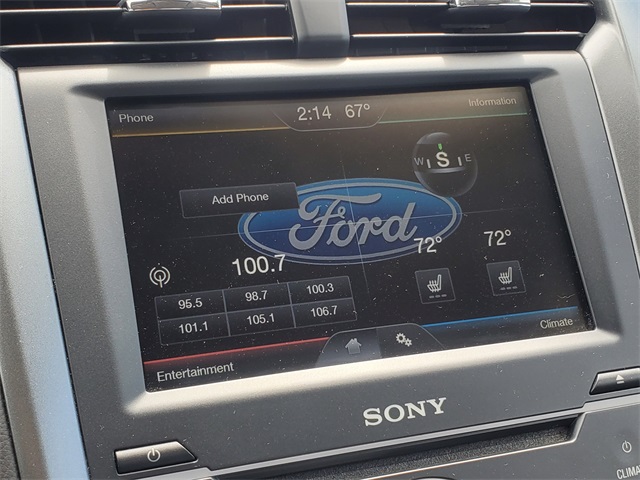 Phone
2:14 67°
Information
W S E
Add Phone
Ford
100.7
72° 72°
95.5 98.7 100.3
101.1 105.1 106.7
Entertainment
Climate
SONY
CLIMA